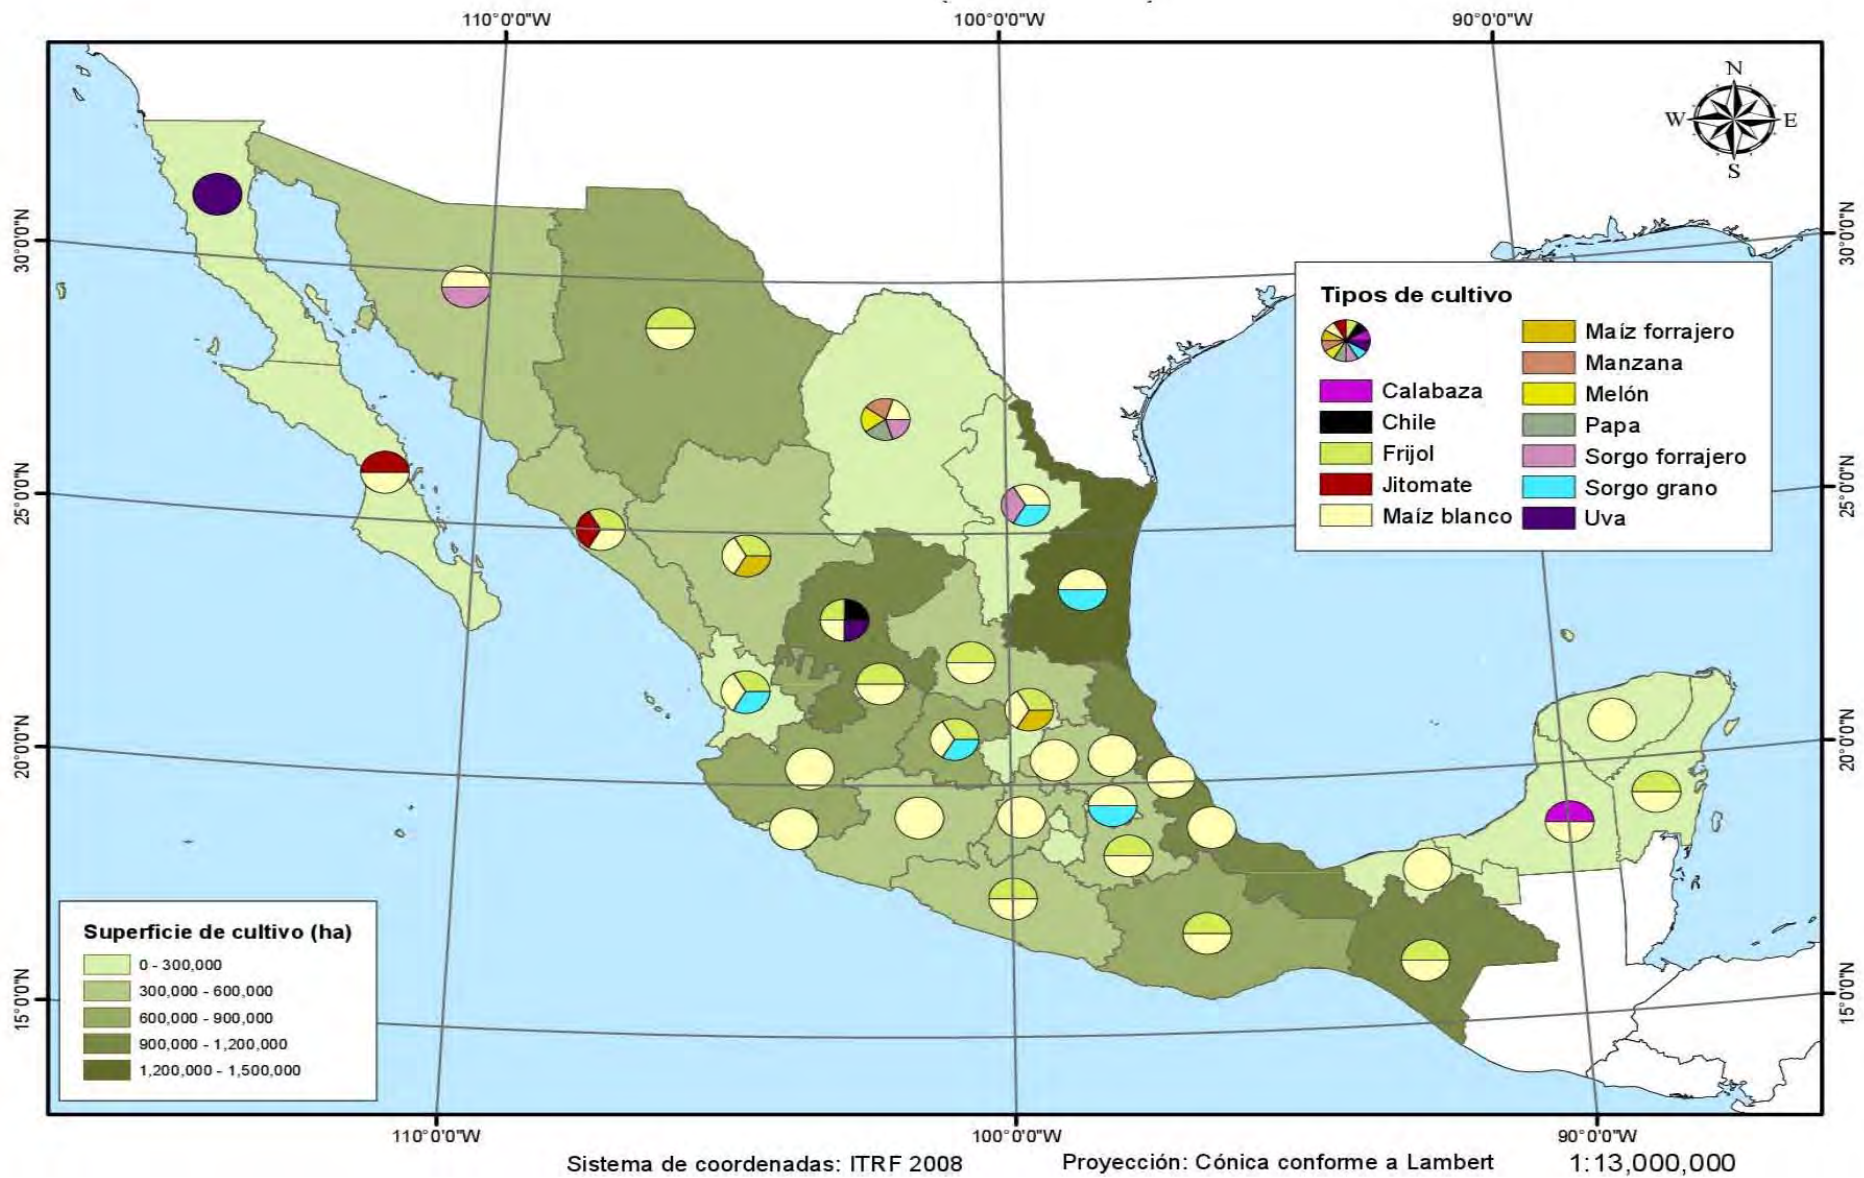 110°0'0"W
100°0'0"W
90°0'0"W
N
W
E
S
30°0'0"N
25°0'0"N
20°0'0"N
15°0'0"N
30°0'0"N
25°0'0"N
20°0'0"N
15°0'0"N
Tipos de cultivo
Calabaza
Chile
Frijol
Jitomate
Maíz blanco
Maíz forrajero
Manzana
Melón
Papa
Sorgo forrajero
Sorgo grano
Uva
Superficie de cultivo (ha)
0 - 300,000
300,000 - 600,000
600,000 - 900,000
900,000 - 1,200,000
1,200,000 - 1,500,000
110°0'0"W
100°0'0"W
90°0'0"W
Sistema de coordenadas: ITRF 2008 Proyección: Cónica conforme a Lambert 1:13,000,000